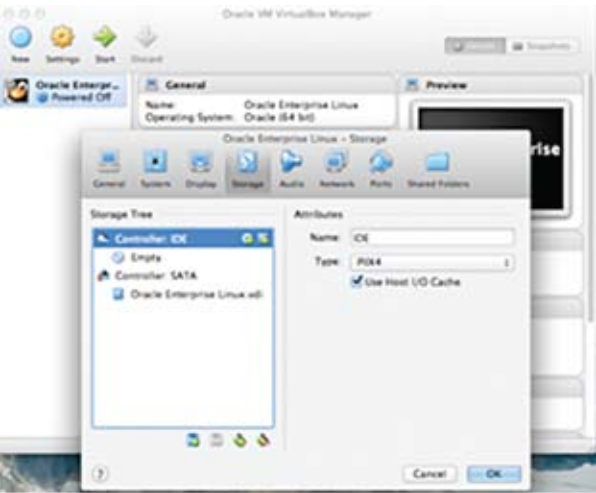 Oracle VM VirtualBox Manager
New Settings Start Discard
Details Snapshots
Oracle Enterpr...
Powered Off
General
Name: Oracle Enterprise Linux
Operating System: Oracle (64 bit)
Preview
rise
Oracle Enterprise Linux - Storage
General System Display Storage Audio Network Ports Shared Folders
Storage Tree
Controller: IDE
Empty
Controller: SATA
Oracle Enterprise Linux.vdi
Attributes
Name: IDE
Type: PIIX4
Use Host I/O Cache
?
Cancel OK